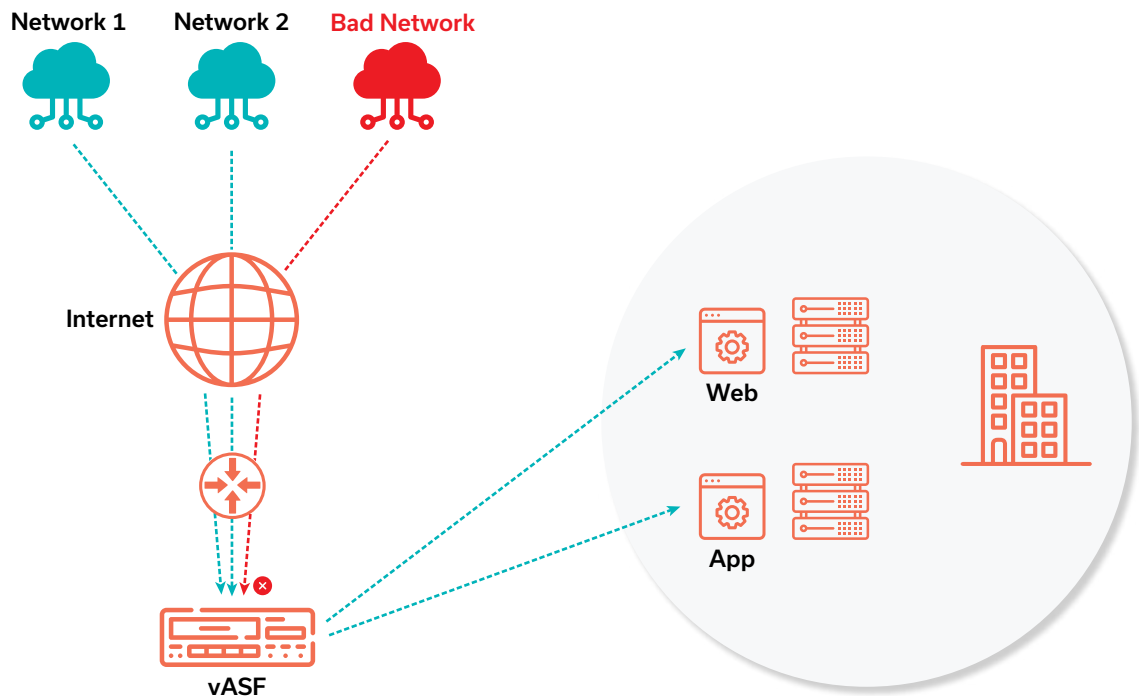 Network 1
Network 2
Bad Network
Internet
Web
App
vASF